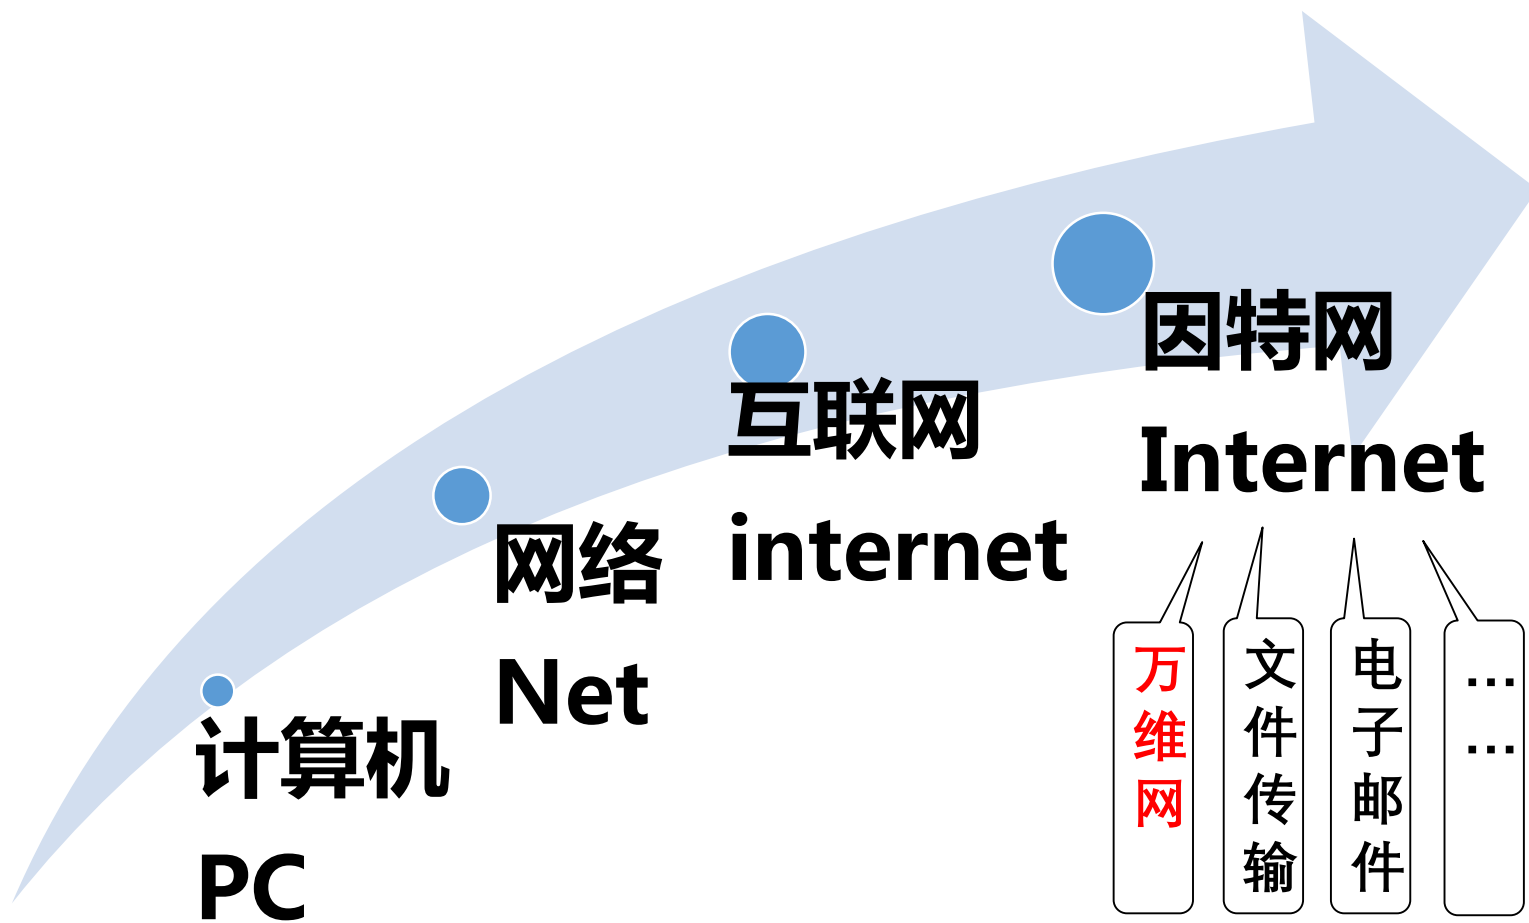 计算机
PC
网络
Net
互联网
internet
因特网
Internet
万维网
文件传输
电子邮件
……